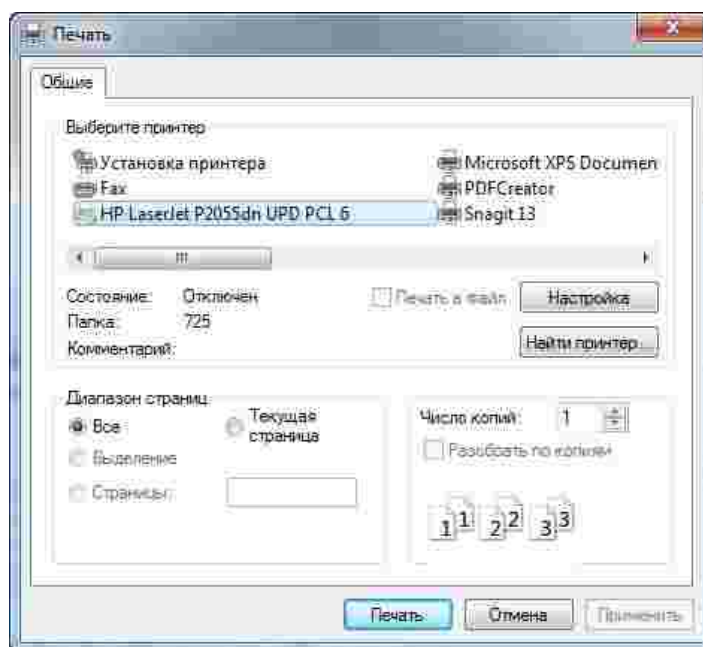 Печать
Общие
Выберите принтер
Установка принтера
Microsoft XPS Documen
Fax
PDFCreator
HP LaserJet P2055dn UPD PCL 6
Snagit 13
Состояние: Отключен
Печать в файл
Настройка
Папка: 725
Комментарий:
Найти принтер...
Диапазон страниц
Все
Текущая
страница
Выделение
Страницы:
Число копий: 1
Разобрать по копиям
1 1 2 2 3 3
Печать
Отмена
Применить